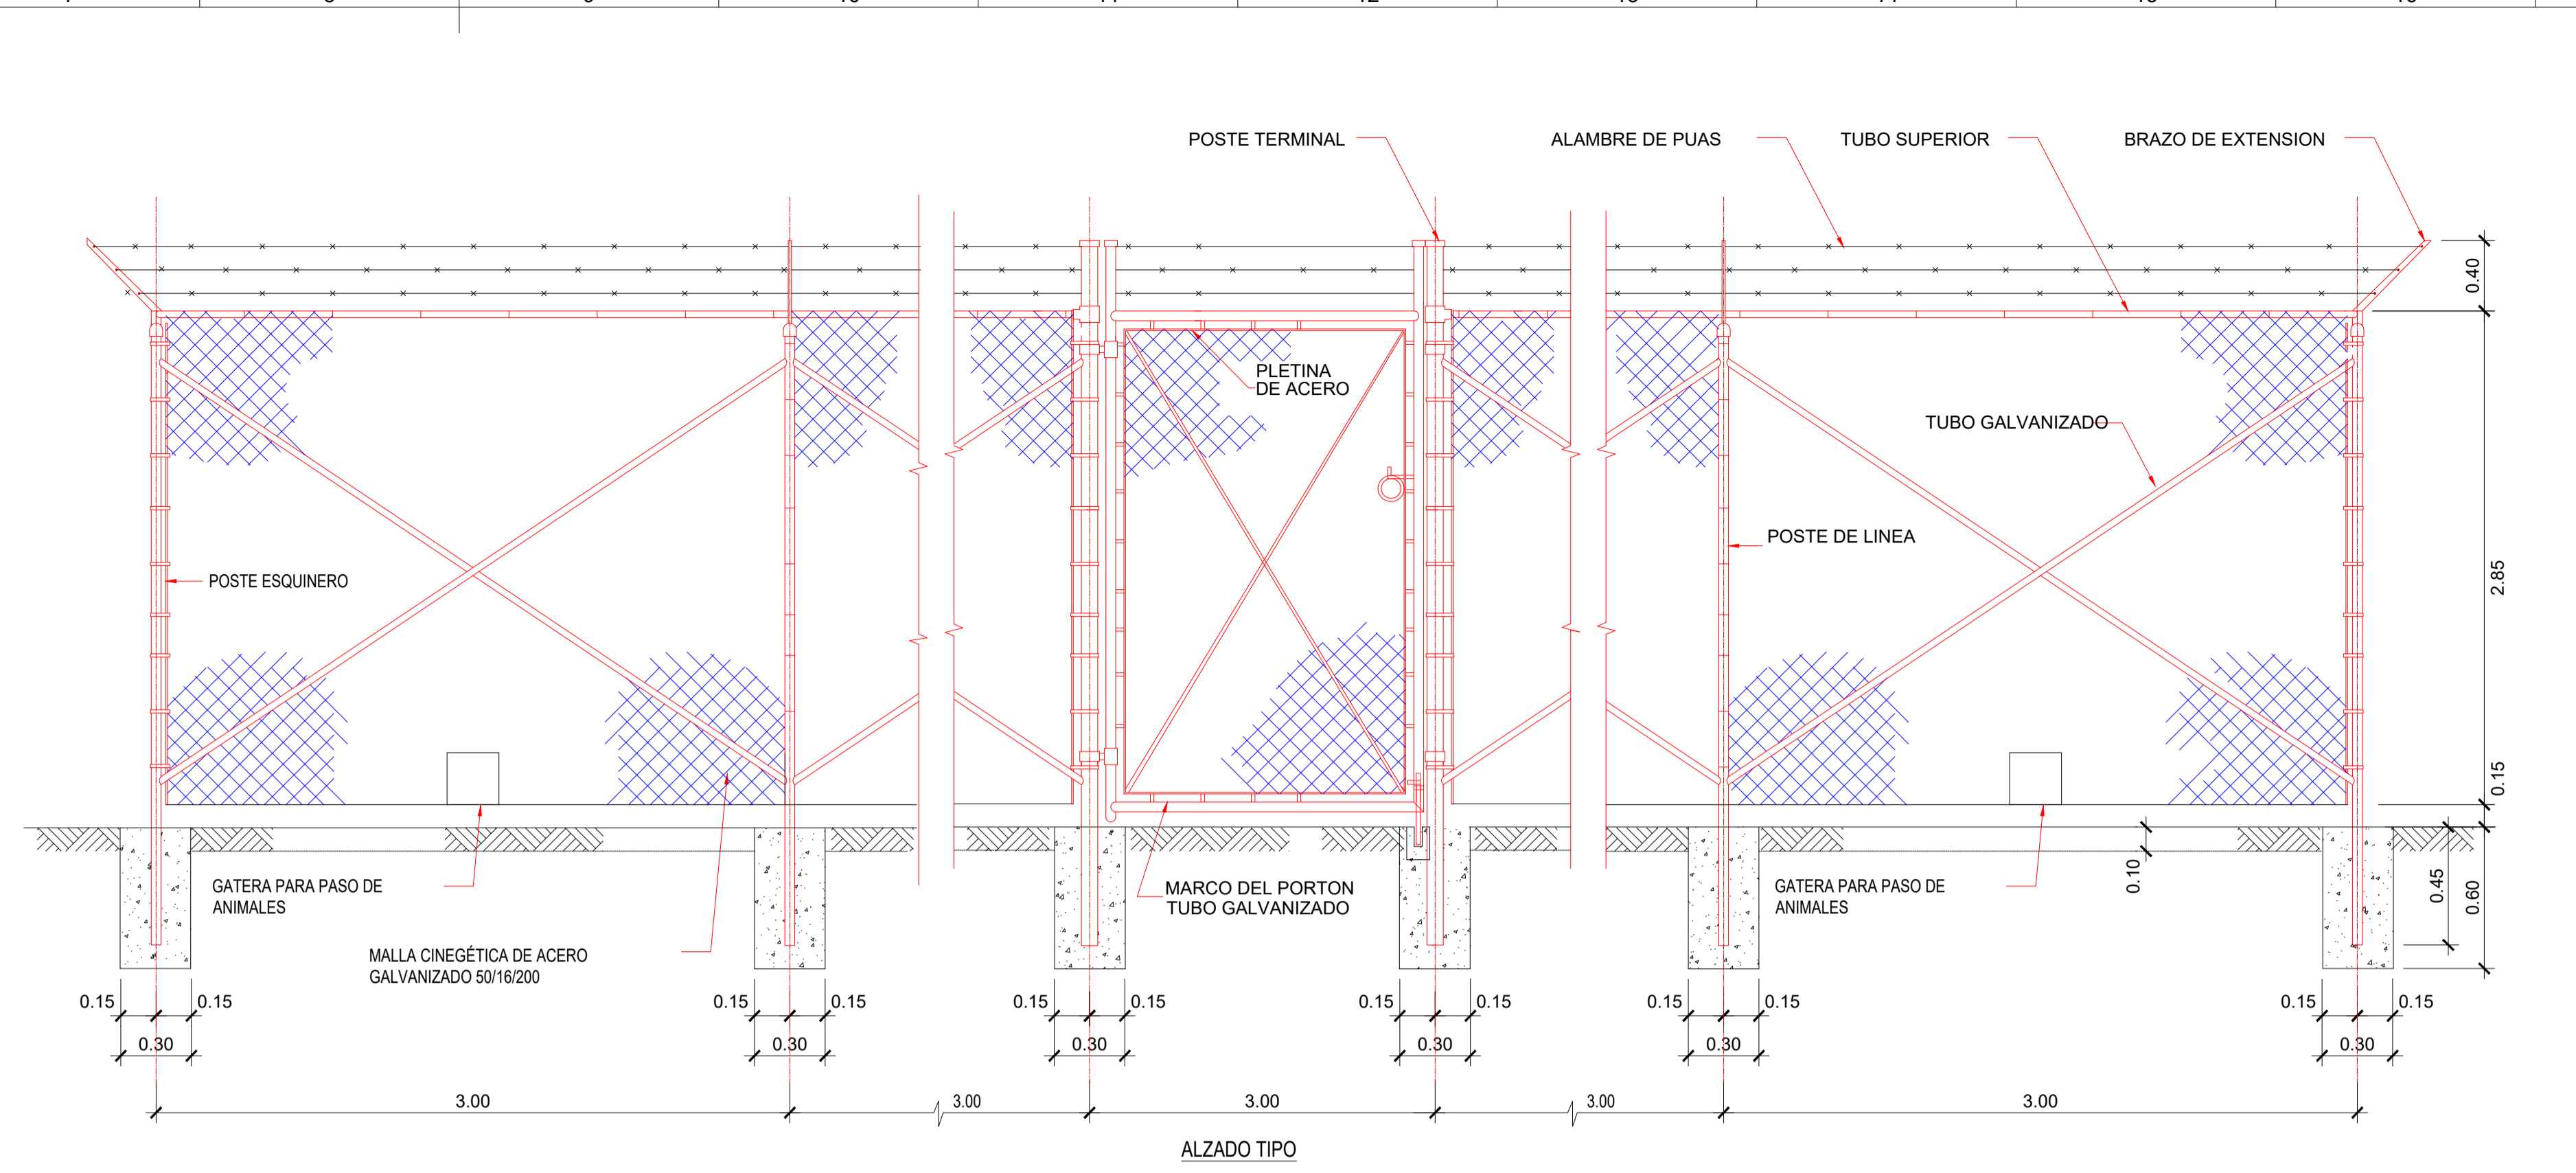 POSTE TERMINAL
ALAMBRE DE PUAS
TUBO SUPERIOR
BRAZO DE EXTENSION
0.40
PLETINA
DE ACERO
TUBO GALVANIZADO
POSTE DE LINEA
POSTE ESQUINERO
2.85
0.15
GATERA PARA PASO DE
ANIMALES
MARCO DEL PORTON
TUBO GALVANIZADO
GATERA PARA PASO DE
ANIMALES
0.10
0.45
0.60
MALLA CINEGÉTICA DE ACERO
GALVANIZADO 50/16/200
0.15 0.15 0.15 0.15 0.15 0.15 0.15 0.15 0.15 0.15 0.15 0.15
0.30 0.30 0.30 0.30 0.30 0.30
3.00 3.00 3.00 3.00 3.00
ALZADO TIPO